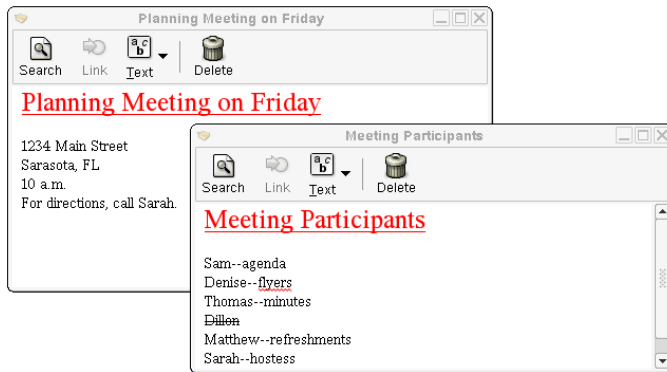 Planning Meeting on Friday
Search Link Text Delete
Planning Meeting on Friday
1234 Main Street
Sarasota, FL
10 a.m.
For directions, call Sarah.
Meeting Participants
Search Link Text Delete
Meeting Participants
Sam--agenda
Denise--flyers
Thomas--minutes
Dillon
Matthew--refreshments
Sarah--hostess